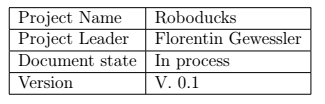 Project Name Roboducks
Project Leader Florentin Gewessler
Document state In process
Version V. 0.1